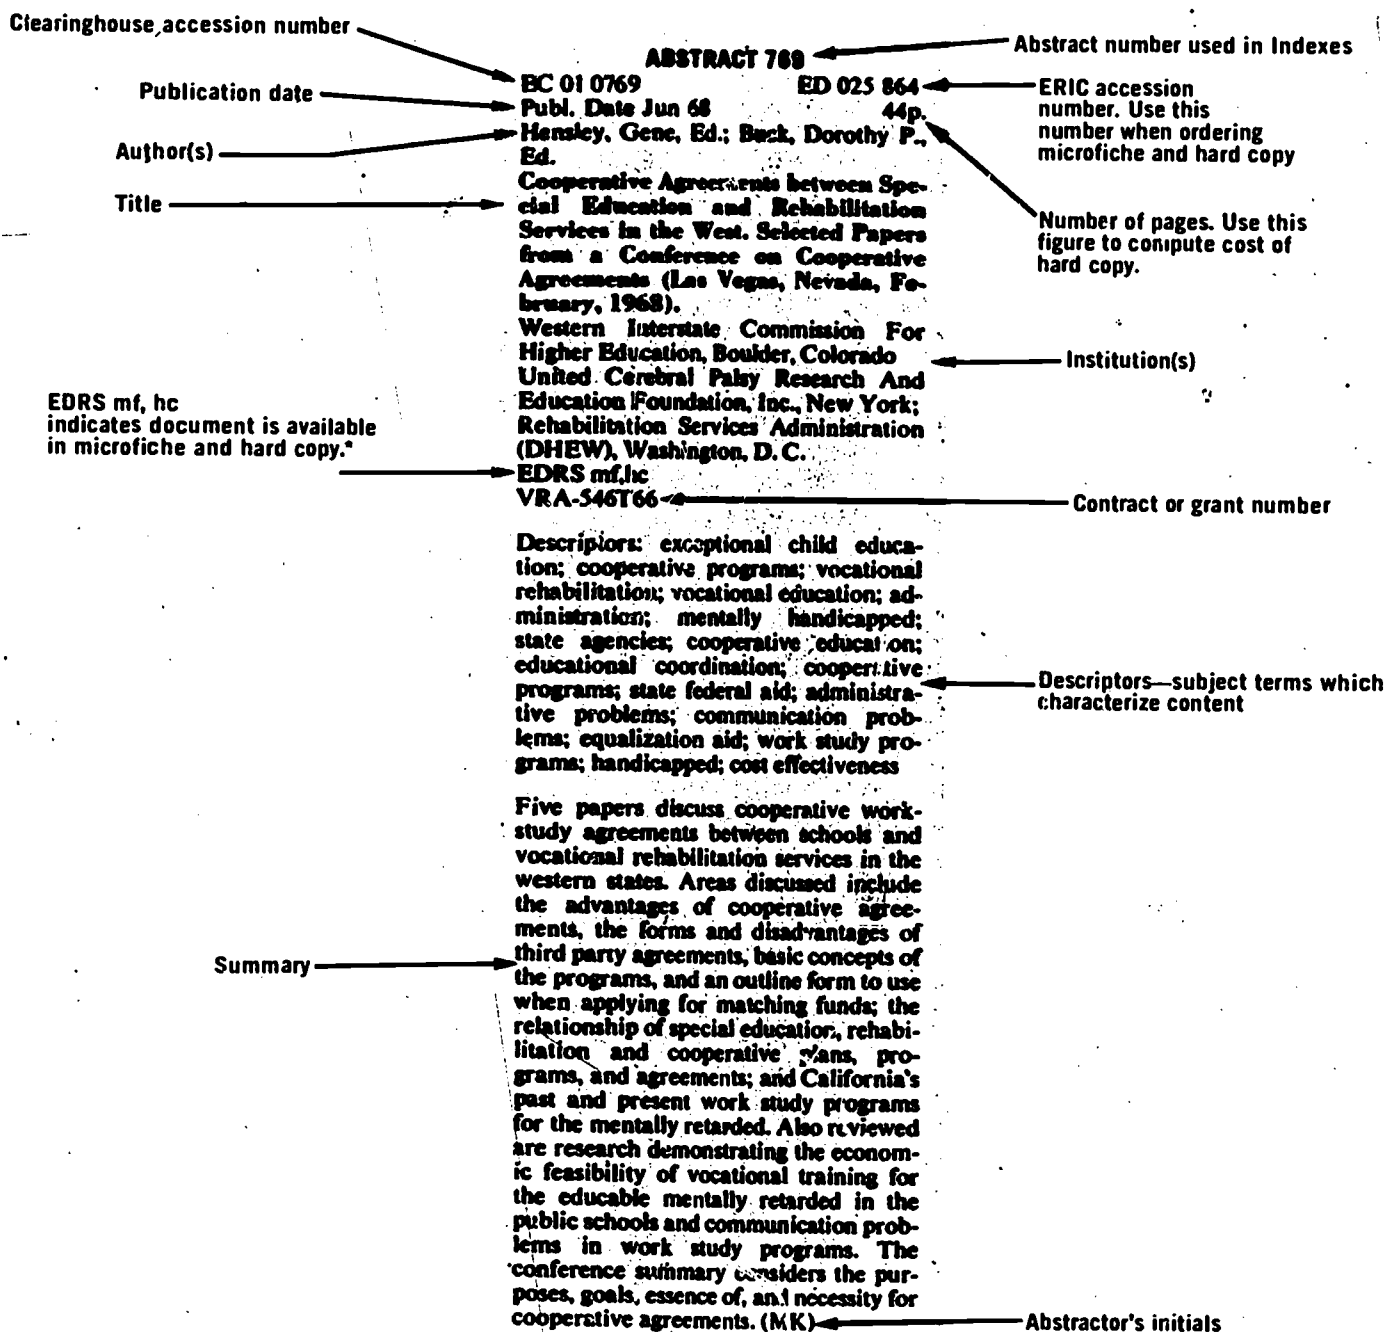 Clearinghouse accession number
Publication date
Author(s)
Title
EDRS mf, hc
indicates document is available
in microfiche and hard copy.*
Summary
ABSTRACT 769
EC 01 0769 ED 025 864
Publ. Date Jun 68 44p.
Hensley, Gene, Ed.; Buck, Dorothy P.,
Ed.
Cooperative Agreements between Spe-
cial Education and Rehabilitation
Services in the West. Selected Papers
from a Conference on Cooperative
Agreements (Las Vegas, Nevada, Fe-
bruary, 1968).
Western Interstate Commission For
Higher Education, Boulder, Colorado
United Cerebral Palsy Research And
Education Foundation, Inc., New York;
Rehabilitation Services Administration
(DHEW), Washington, D. C.
EDRS mf,hc
VRA-546T66
Descriptors: exceptional child educa-
tion; cooperative programs; vocational
rehabilitation; vocational education; ad-
ministration; mentally handicapped;
state agencies; cooperative education;
educational coordination; cooperative
programs; state federal aid; administra-
tive problems; communication prob-
lems; equalization aid; work study pro-
grams; handicapped; cost effectiveness
Five papers discuss cooperative work-
study agreements between schools and
vocational rehabilitation services in the
western states. Areas discussed include
the advantages of cooperative agree-
ments, the forms and disadvantages of
third party agreements, basic concepts of
the programs, and an outline form to use
when applying for matching funds; the
relationship of special education, rehabi-
litation and cooperative plans, pro-
grams, and agreements; and California's
past and present work study programs
for the mentally retarded. Also reviewed
are research demonstrating the econom-
ic feasibility of vocational training for
the educable mentally retarded in the
public schools and communication prob-
lems in work study programs. The
conference summary considers the pur-
poses, goals, essence of, and necessity for
cooperative agreements. (MK)
Abstract number used in Indexes
ERIC accession
number. Use this
number when ordering
microfiche and hard copy
Number of pages. Use this
figure to compute cost of
hard copy.
Institution(s)
Contract or grant number
Descriptors—subject terms which
characterize content
Abstractor's initials